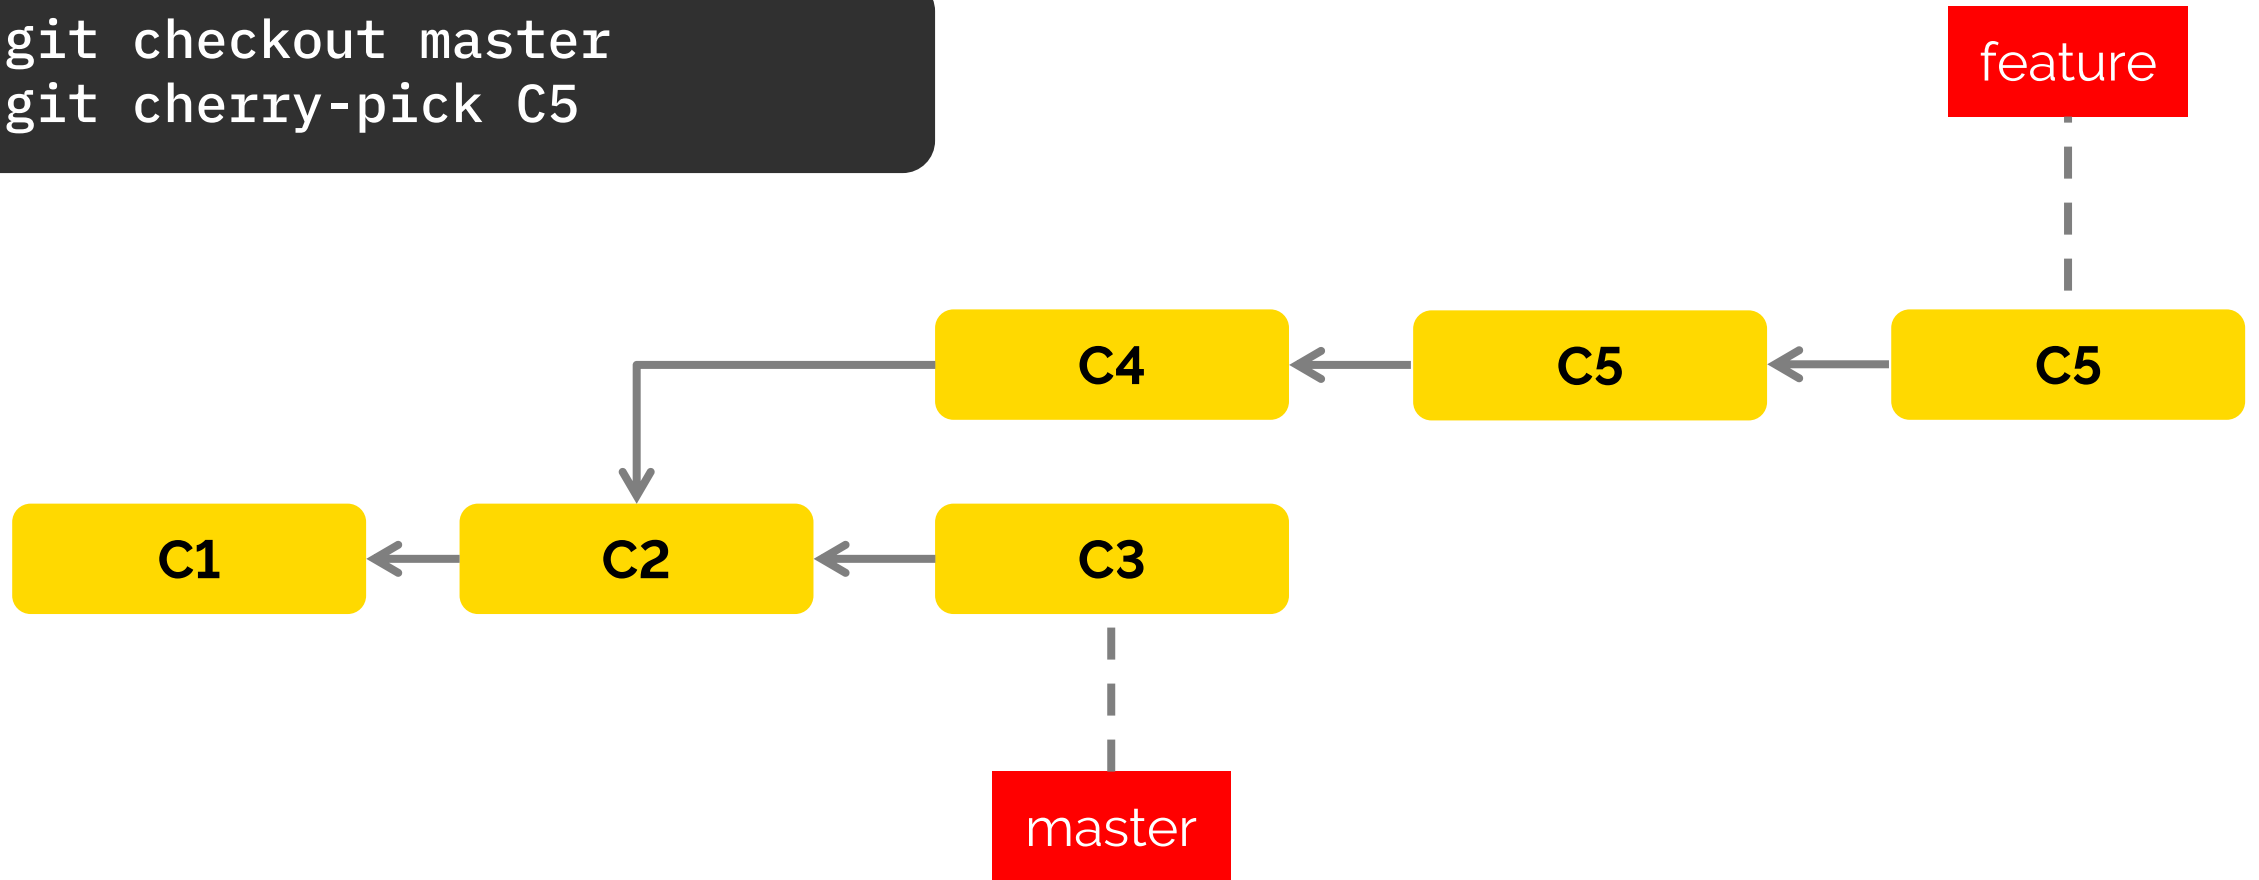 git checkout master
git cherry-pick C5
feature
C4
C5
C5
C1
C2
C3
master